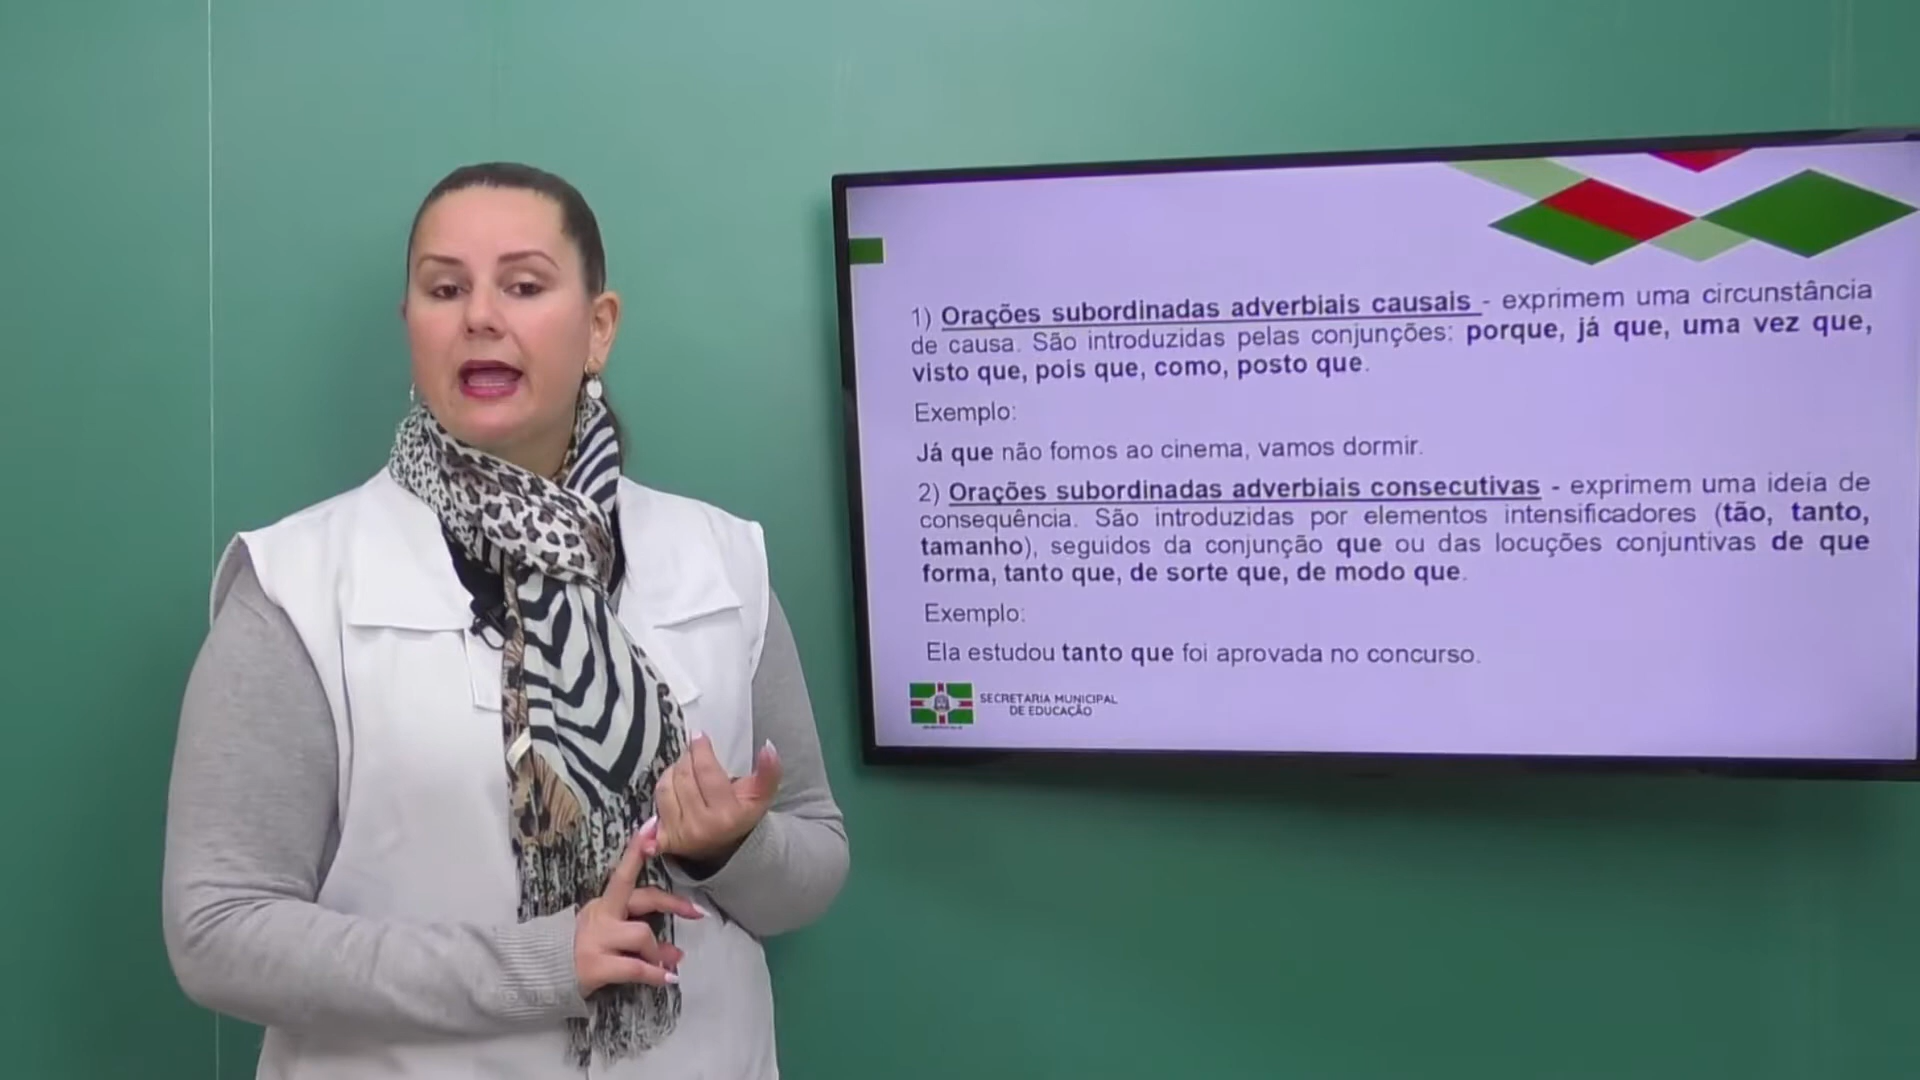 1) Orações subordinadas adverbiais causais - exprimem uma circunstância
de causa. São introduzidas pelas conjunções: porque, já que, uma vez que,
visto que, pois que, como, posto que.
Exemplo:
Já que não fomos ao cinema, vamos dormir.
2) Orações subordinadas adverbiais consecutivas - exprimem uma ideia de
consequência. São introduzidas por elementos intensificadores (tão, tanto,
tamanho), seguidos da conjunção que ou das locuções conjuntivas de que
forma, tanto que, de sorte que, de modo que.
Exemplo:
Ela estudou tanto que foi aprovada no concurso.
SECRETARIA MUNICIPAL
DE EDUCAÇÃO